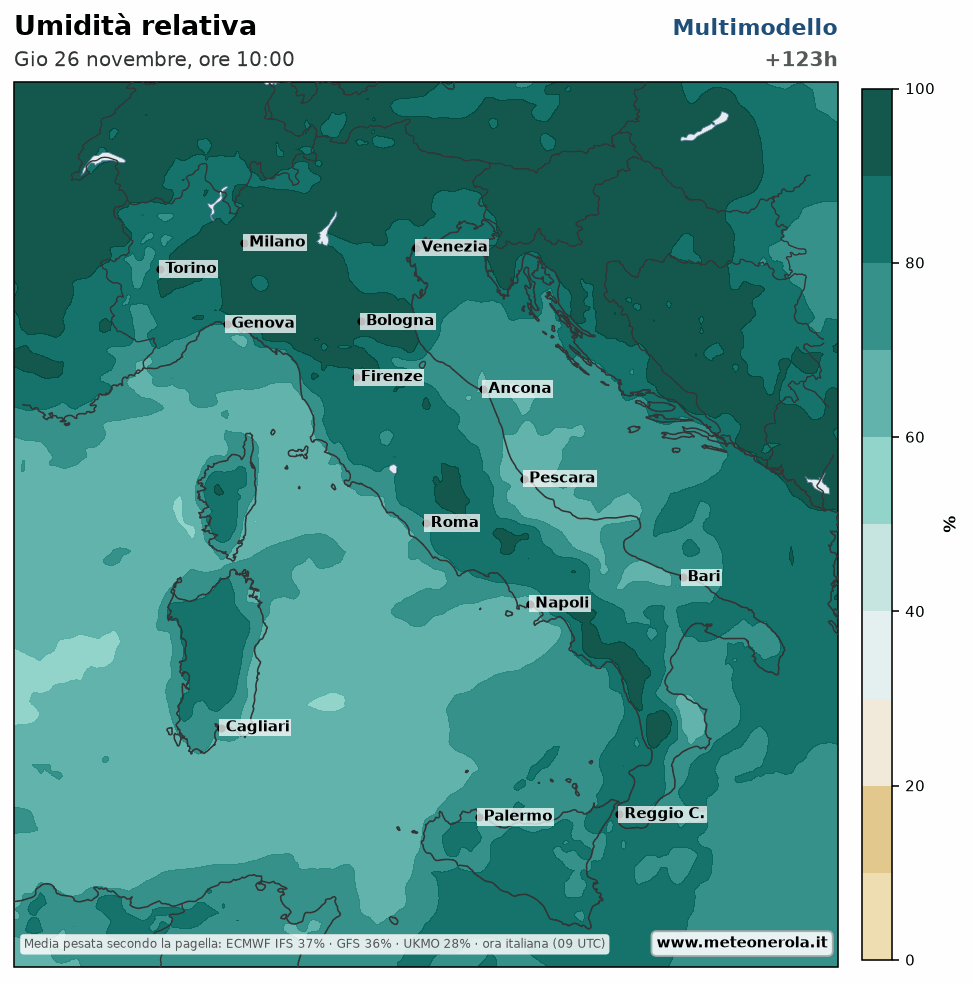 Umidità relativa
Multimodello
Gio 26 novembre, ore 10:00
+123h
100
80
60
40
20
0
%
Milano
Venezia
Torino
Genova
Bologna
Firenze
Ancona
Pescara
Roma
Bari
Napoli
Cagliari
Palermo
Reggio C.
Media pesata secondo la pagella: ECMWF IFS 37% · GFS 36% · UKMO 28% · ora italiana (09 UTC)
www.meteonerola.it